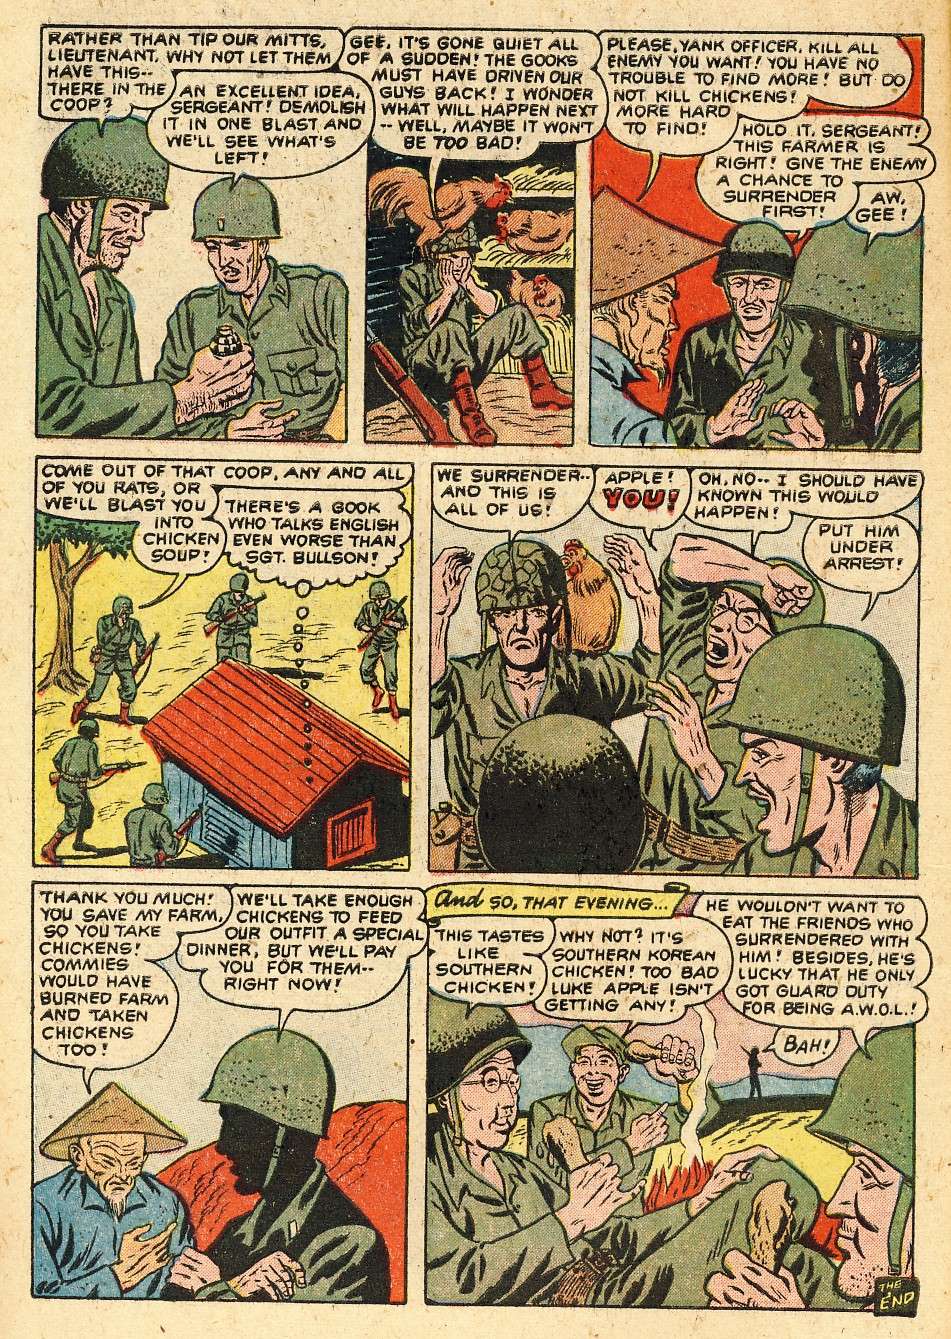 RATHER THAN TIP OUR MITTS,
LIEUTENANT, WHY NOT LET THEM
HAVE THIS--
THERE IN THE
COOP?
AN EXCELLENT IDEA,
SERGEANT! DEMOLISH
IT IN ONE BLAST AND
WE'LL SEE WHAT'S
LEFT!
GEE, IT'S GONE QUIET ALL
OF A SUDDEN! THE GOOKS
MUST HAVE DRIVEN OUR
GUYS BACK! I WONDER
WHAT WILL HAPPEN NEXT
--WELL, MAYBE IT WON'T
BE TOO BAD!
PLEASE, YANK OFFICER, KILL ALL
ENEMY YOU WANT! YOU HAVE NO
TROUBLE TO FIND MORE! BUT DO
NOT KILL CHICKENS!
MORE HARD
TO FIND!
HOLD IT, SERGEANT!
THIS FARMER IS
RIGHT! GIVE THE ENEMY
A CHANCE TO
SURRENDER
FIRST!
AW,
GEE!
COME OUT OF THAT COOP, ANY AND ALL
OF YOU RATS, OR
WE'LL BLAST YOU
INTO
CHICKEN
SOUP!
THERE'S A GOOK
WHO TALKS ENGLISH
EVEN WORSE THAN
SGT. BULLSON!
WE SURRENDER--
AND THIS IS
ALL OF US!
APPLE!
YOU!
OH, NO-- I SHOULD HAVE
KNOWN THIS WOULD
HAPPEN!
PUT HIM
UNDER
ARREST!
THANK YOU MUCH!
YOU SAVE MY FARM,
SO YOU TAKE
CHICKENS!
COMMIES
WOULD HAVE
BURNED FARM
AND TAKEN
CHICKENS
TOO!
WE'LL TAKE ENOUGH
CHICKENS TO FEED
OUR OUTFIT A SPECIAL
DINNER, BUT WE'LL PAY
YOU FOR THEM--
RIGHT NOW!
And SO, THAT EVENING...
THIS TASTES
LIKE
SOUTHERN
CHICKEN!
WHY NOT? IT'S
SOUTHERN KOREAN
CHICKEN! TOO BAD
LUKE APPLE ISN'T
GETTING ANY!
HE WOULDN'T WANT TO
EAT THE FRIENDS WHO
SURRENDERED WITH
HIM! BESIDES, HE'S
LUCKY THAT HE ONLY
GOT GUARD DUTY
FOR BEING A.W.O.L.!
BAH!
THE
END